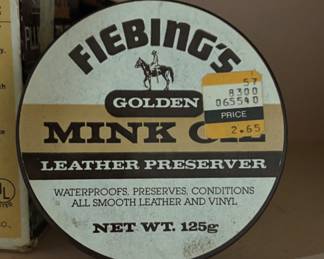 FIEBING'S
GOLDEN
MINK OIL
LEATHER PRESERVER
WATERPROOFS, PRESERVES, CONDITIONS
ALL SMOOTH LEATHER AND VINYL
NET WT. 125g
57
8300
065540
PRICE
2.65
UL